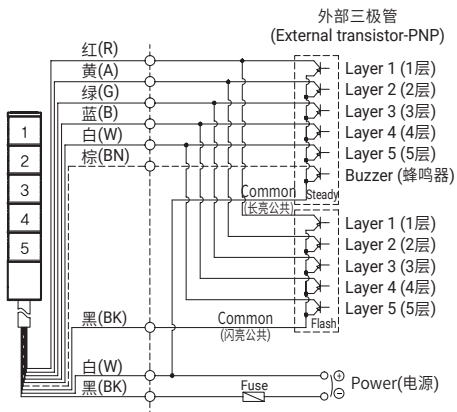 外部三极管
(External transistor-PNP)
红(R)
黄(A)
绿(G)
蓝(B)
白(W)
棕(BN)
1
2
3
4
5
Layer 1 (1层)
Layer 2 (2层)
Layer 3 (3层)
Layer 4 (4层)
Layer 5 (5层)
Buzzer (蜂鸣器)
Common
(长亮公共)
Steady
Layer 1 (1层)
Layer 2 (2层)
Layer 3 (3层)
Layer 4 (4层)
Layer 5 (5层)
黑(BK)
Common
(闪亮公共)
Flash
白(W)
黑(BK)
Fuse
⊕
⊖
Power(电源)